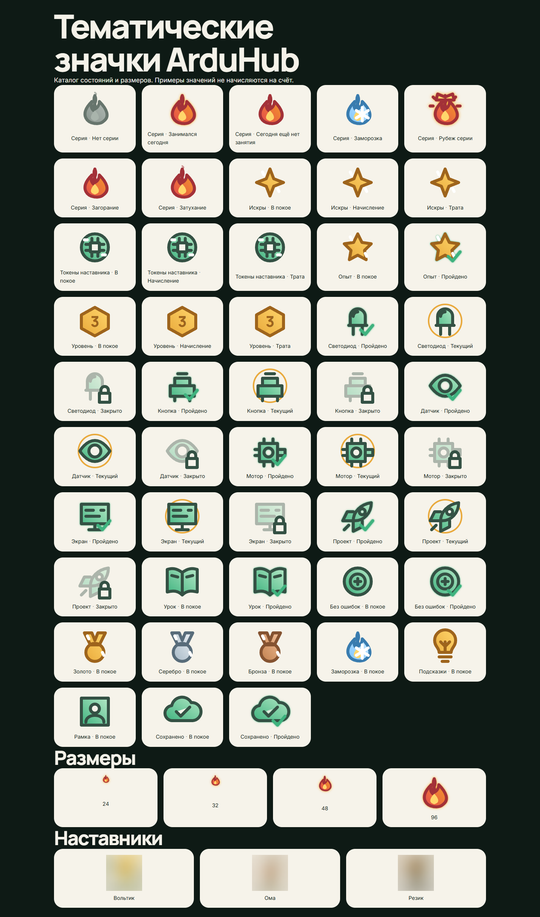 Тематические
значки ArduHub
Каталог состояний и размеров. Примеры значений не начисляются на счёт.
Серия · Нет серии
Серия · Занимался
сегодня
Серия · Сегодня ещё нет
занятия
Серия · Заморозка
Серия · Рубеж серии
Серия · Загорание
Серия · Затухание
Искры · В покое
Искры · Начисление
Искры · Трата
Токены наставника · В
покое
Токены наставника ·
Начисление
Токены наставника · Трата
Опыт · В покое
Опыт · Пройдено
3
Уровень · В покое
3
Уровень · Начисление
3
Уровень · Трата
Светодиод · Пройдено
Светодиод · Текущий
Светодиод · Закрыто
Кнопка · Пройдено
Кнопка · Текущий
Кнопка · Закрыто
Датчик · Пройдено
Датчик · Текущий
Датчик · Закрыто
Мотор · Пройдено
Мотор · Текущий
Мотор · Закрыто
Экран · Пройдено
Экран · Текущий
Экран · Закрыто
Проект · Пройдено
Проект · Текущий
Проект · Закрыто
Урок · В покое
Урок · Пройдено
Без ошибок · В покое
Без ошибок · Пройдено
Золото · В покое
Серебро · В покое
Бронза · В покое
Заморозка · В покое
Подсказки · В покое
Рамка · В покое
Сохранено · В покое
Сохранено · Пройдено
Размеры
24
32
48
96
Наставники
Вольтик
Ома
Резик